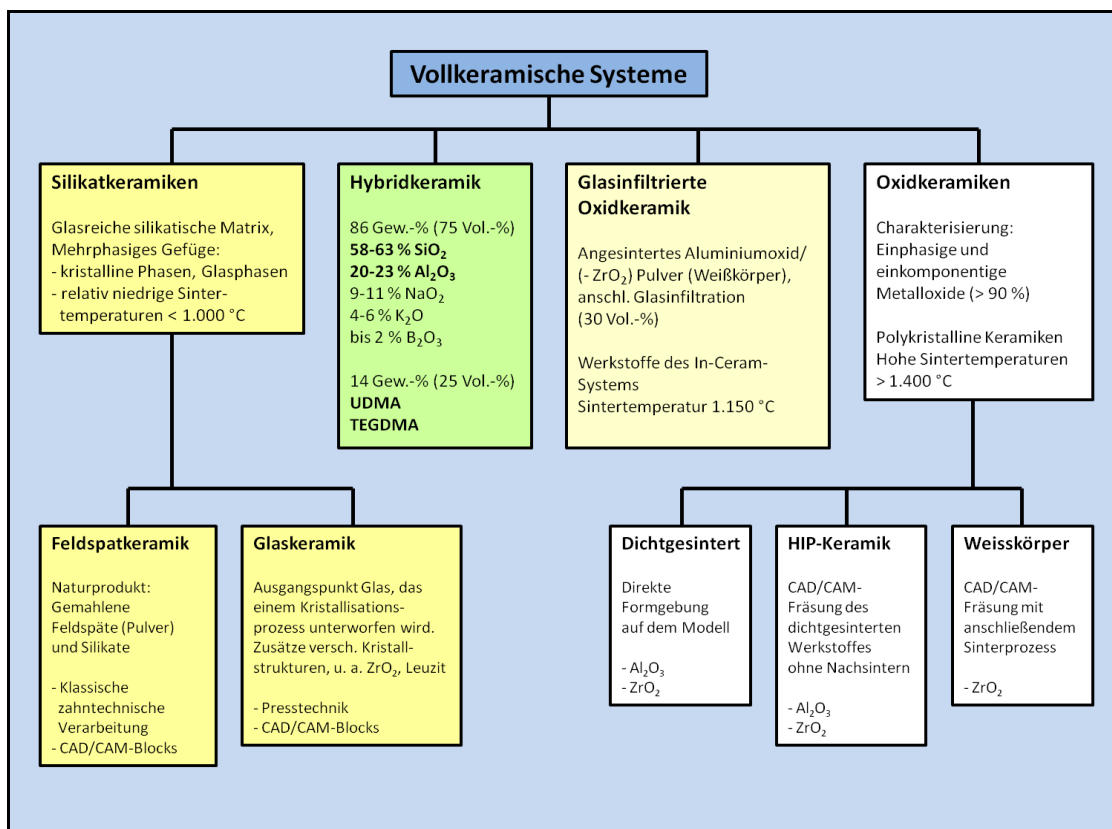 Vollkeramische Systeme
Silikatkeramiken
Glasreiche silikatische Matrix,
Mehrphasiges Gefüge:
- kristalline Phasen, Glasphasen
- relativ niedrige Sinter-
temperaturen < 1.000 °C
Hybridkeramik
86 Gew.-% (75 Vol.-%)
58-63 % SiO₂
20-23 % Al₂O₃
9-11 % NaO₂
4-6 % K₂O
bis 2 % B₂O₃
14 Gew.-% (25 Vol.-%)
UDMA
TEGDMA
Glasinfiltrierte
Oxidkeramik
Angesintertes Aluminiumoxid/
(- ZrO₂) Pulver (Weißkörper),
anschl. Glasinfiltration
(30 Vol.-%)
Werkstoffe des In-Ceram-
Systems
Sintertemperatur 1.150 °C
Oxidkeramiken
Charakterisierung:
Einphasige und
einkomponentige
Metalloxide (> 90 %)
Polykristalline Keramiken
Hohe Sintertemperaturen
> 1.400 °C
Feldspatkeramik
Naturprodukt:
Gemahlene
Feldspäte (Pulver)
und Silikate
- Klassische
zahntechnische
Verarbeitung
- CAD/CAM-Blocks
Glaskeramik
Ausgangspunkt Glas, das
einem Kristallisations-
prozess unterworfen wird.
Zusätze versch. Kristall-
strukturen, u. a. ZrO₂, Leuzit
- Presstechnik
- CAD/CAM-Blocks
Dichtgesintert
Direkte
Formgebung
auf dem Modell
- Al₂O₃
- ZrO₂
HIP-Keramik
CAD/CAM-
Fräsung des
dichtgesinterten
Werkstoffes
ohne Nachsintern
- Al₂O₃
- ZrO₂
Weisskörper
CAD/CAM-
Fräsung mit
anschließendem
Sinterprozess
- ZrO₂